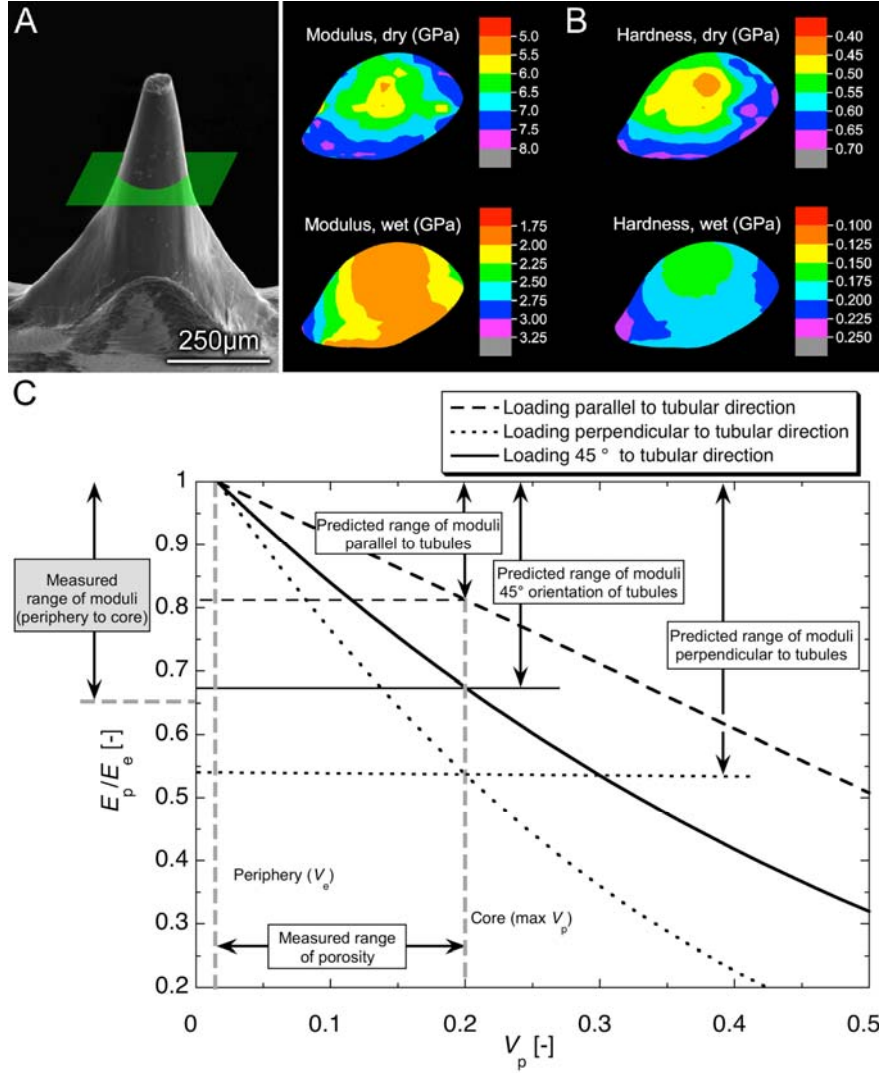 A
250µm
Modulus, dry (GPa)
5.0
5.5
6.0
6.5
7.0
7.5
8.0
B
Hardness, dry (GPa)
0.40
0.45
0.50
0.55
0.60
0.65
0.70
Modulus, wet (GPa)
1.75
2.00
2.25
2.50
2.75
3.00
3.25
Hardness, wet (GPa)
0.100
0.125
0.150
0.175
0.200
0.225
0.250
C
Loading parallel to tubular direction
Loading perpendicular to tubular direction
Loading 45 ° to tubular direction
Measured
range of moduli
(periphery to core)
Predicted range of moduli
parallel to tubules
Predicted range of moduli
45° orientation of tubules
Predicted range of moduli
perpendicular to tubules
1
0.9
0.8
0.7
0.6
0.5
0.4
0.3
0.2
Ep/Ee [-]
Periphery (Ve)
Core (max Vp)
Measured range
of porosity
0
0.1
0.2
0.3
0.4
0.5
Vp [-]